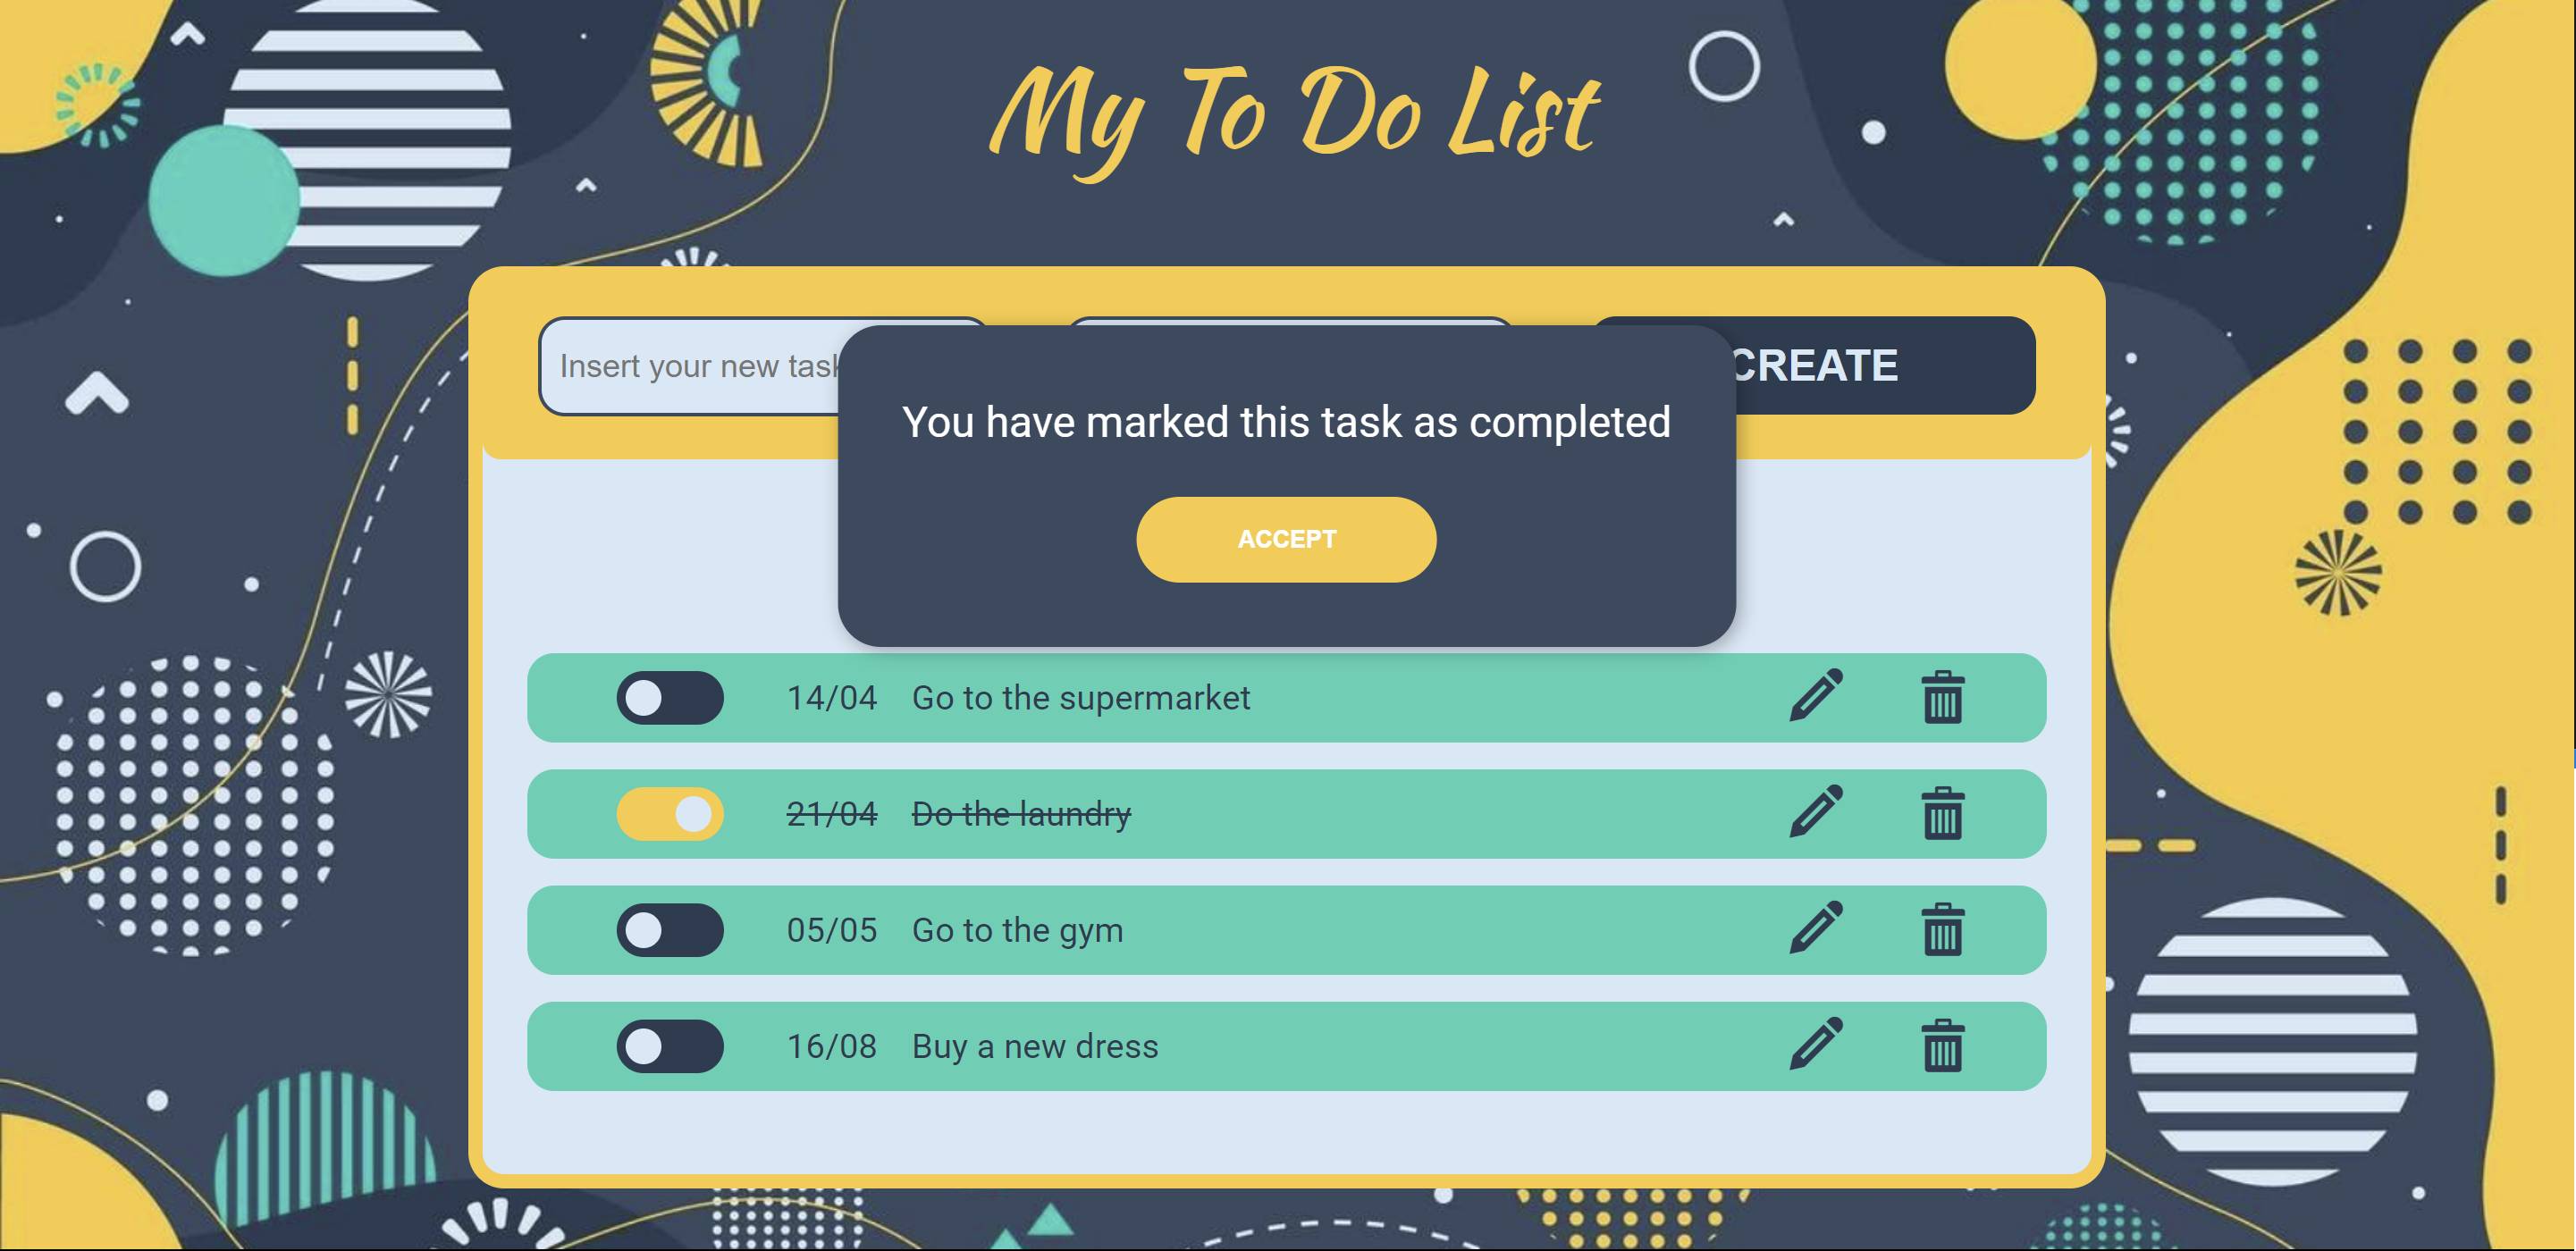 My To Do List
Insert your new task
CREATE
You have marked this task as completed
ACCEPT
14/04 Go to the supermarket
21/04 Do the laundry
05/05 Go to the gym
16/08 Buy a new dress